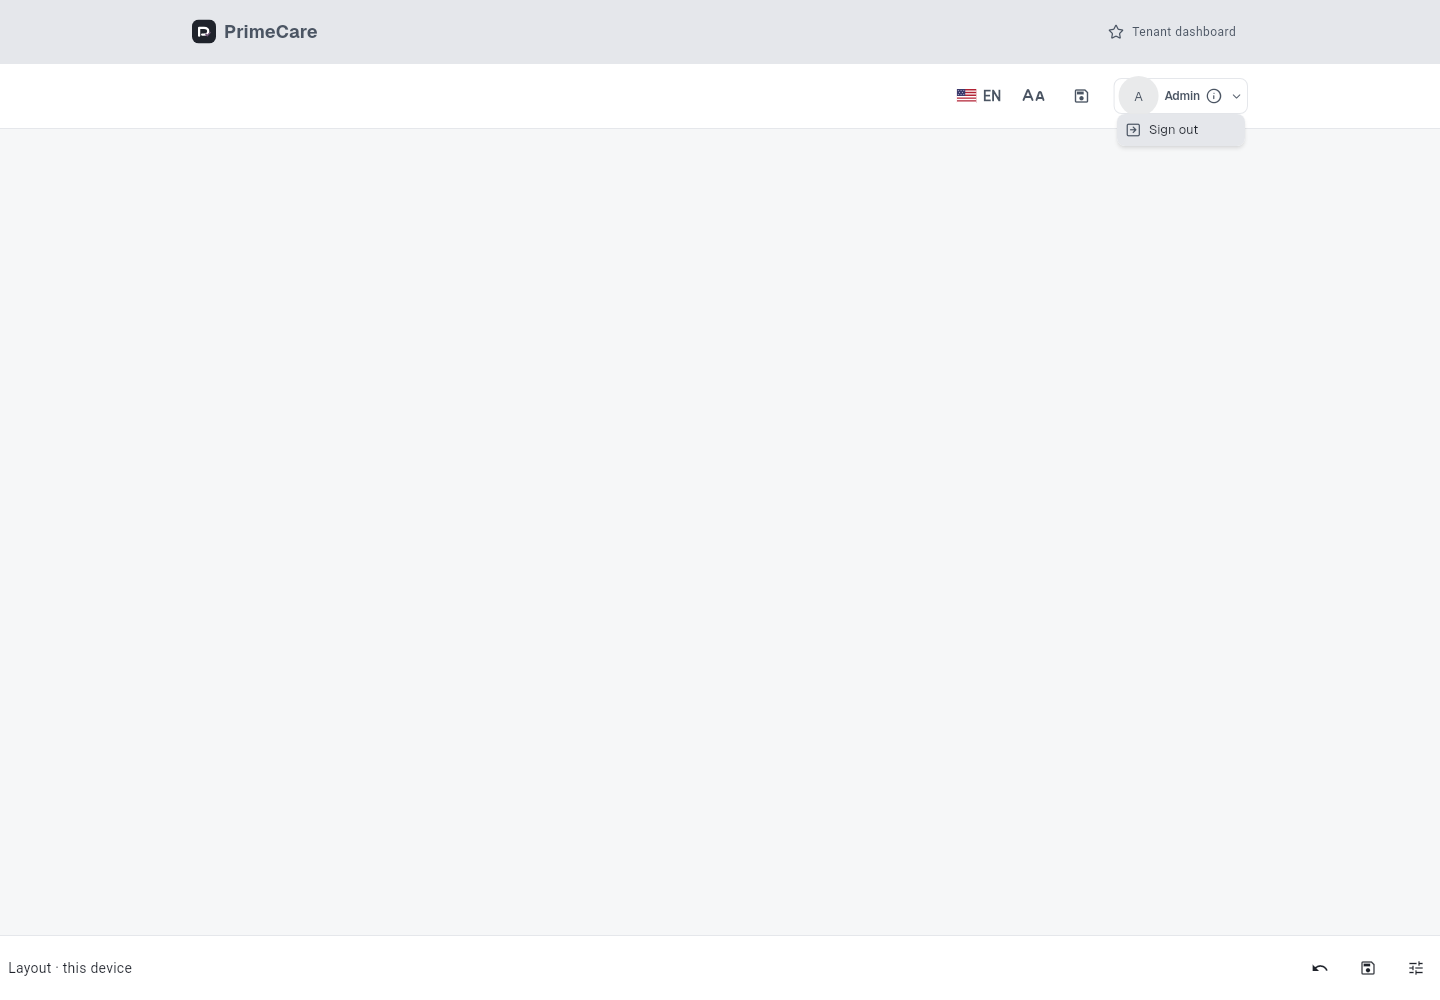 PrimeCare
Tenant dashboard
EN
AA
A
Admin
Sign out
Layout · this device